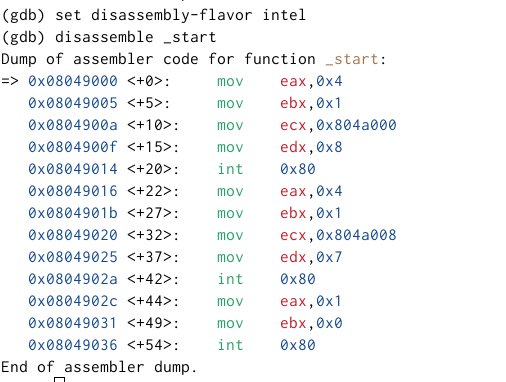 (gdb) set disassembly-flavor intel
(gdb) disassemble _start
Dump of assembler code for function _start:
=> 0x08049000 <+0>:     mov    eax,0x4
   0x08049005 <+5>:     mov    ebx,0x1
   0x0804900a <+10>:    mov    ecx,0x804a000
   0x0804900f <+15>:    mov    edx,0x8
   0x08049014 <+20>:    int    0x80
   0x08049016 <+22>:    mov    eax,0x4
   0x0804901b <+27>:    mov    ebx,0x1
   0x08049020 <+32>:    mov    ecx,0x804a008
   0x08049025 <+37>:    mov    edx,0x7
   0x0804902a <+42>:    int    0x80
   0x0804902c <+44>:    mov    eax,0x1
   0x08049031 <+49>:    mov    ebx,0x0
   0x08049036 <+54>:    int    0x80
End of assembler dump.